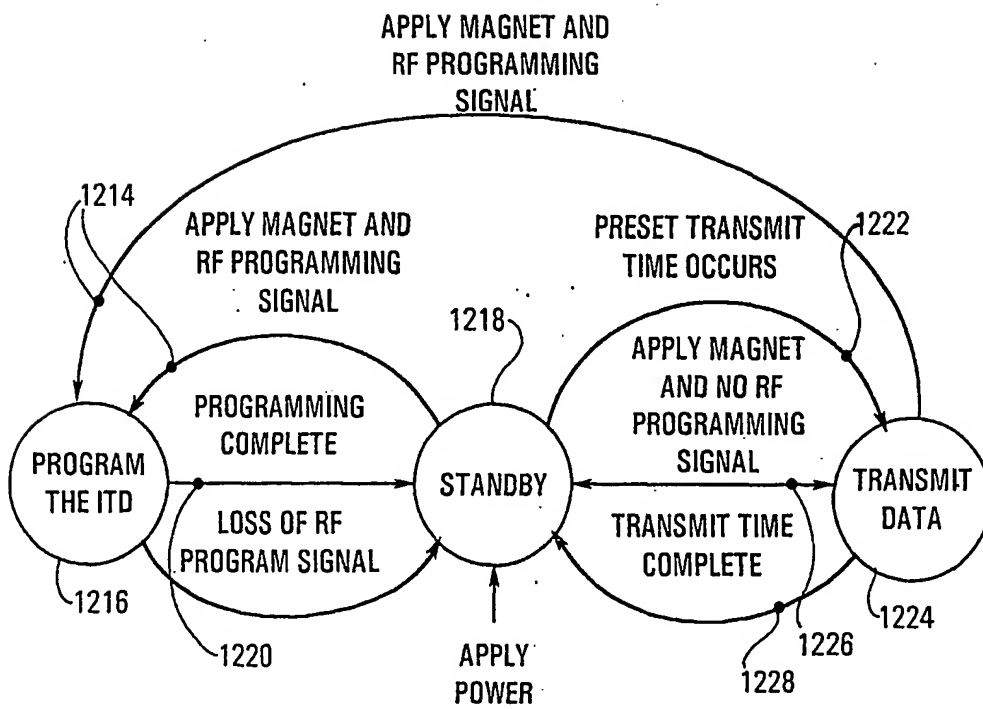 APPLY MAGNET AND
RF PROGRAMMING
SIGNAL
1214
APPLY MAGNET AND
RF PROGRAMMING
SIGNAL
PRESET TRANSMIT
TIME OCCURS
1222
1218
APPLY MAGNET
AND NO RF
PROGRAMMING
SIGNAL
PROGRAMMING
COMPLETE
PROGRAM
THE ITD
STANDBY
TRANSMIT
DATA
LOSS OF RF
PROGRAM SIGNAL
TRANSMIT TIME
COMPLETE
1216
1220
APPLY
POWER
1228
1226
1224